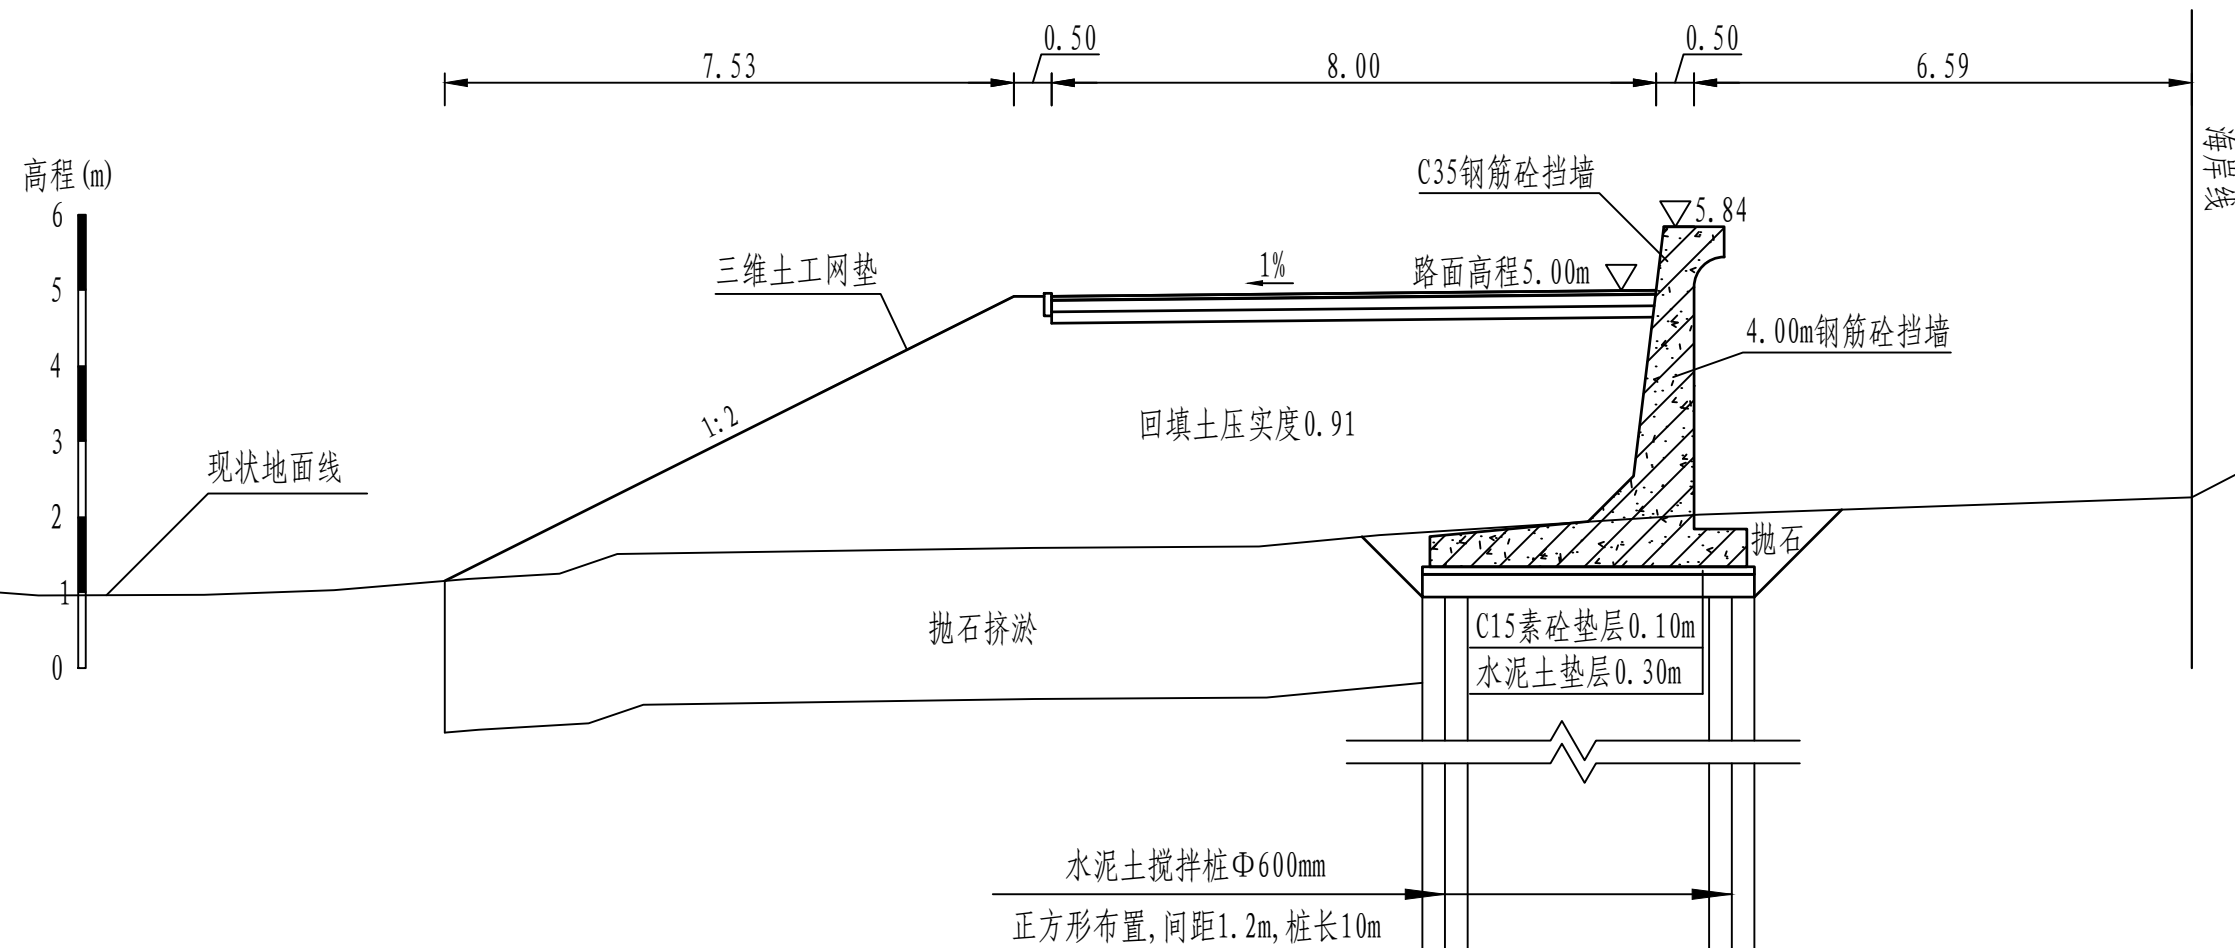 7.53
0.50
8.00
0.50
6.59
海岸线
高程(m)
6
5
4
3
2
1
0
C35钢筋砼挡墙
5.84
三维土工网垫
1%
路面高程5.00m
4.00m钢筋砼挡墙
1:2
回填土压实度0.91
现状地面线
抛石
抛石挤淤
C15素砼垫层0.10m
水泥土垫层0.30m
水泥土搅拌桩Φ600mm
正方形布置,间距1.2m,桩长10m